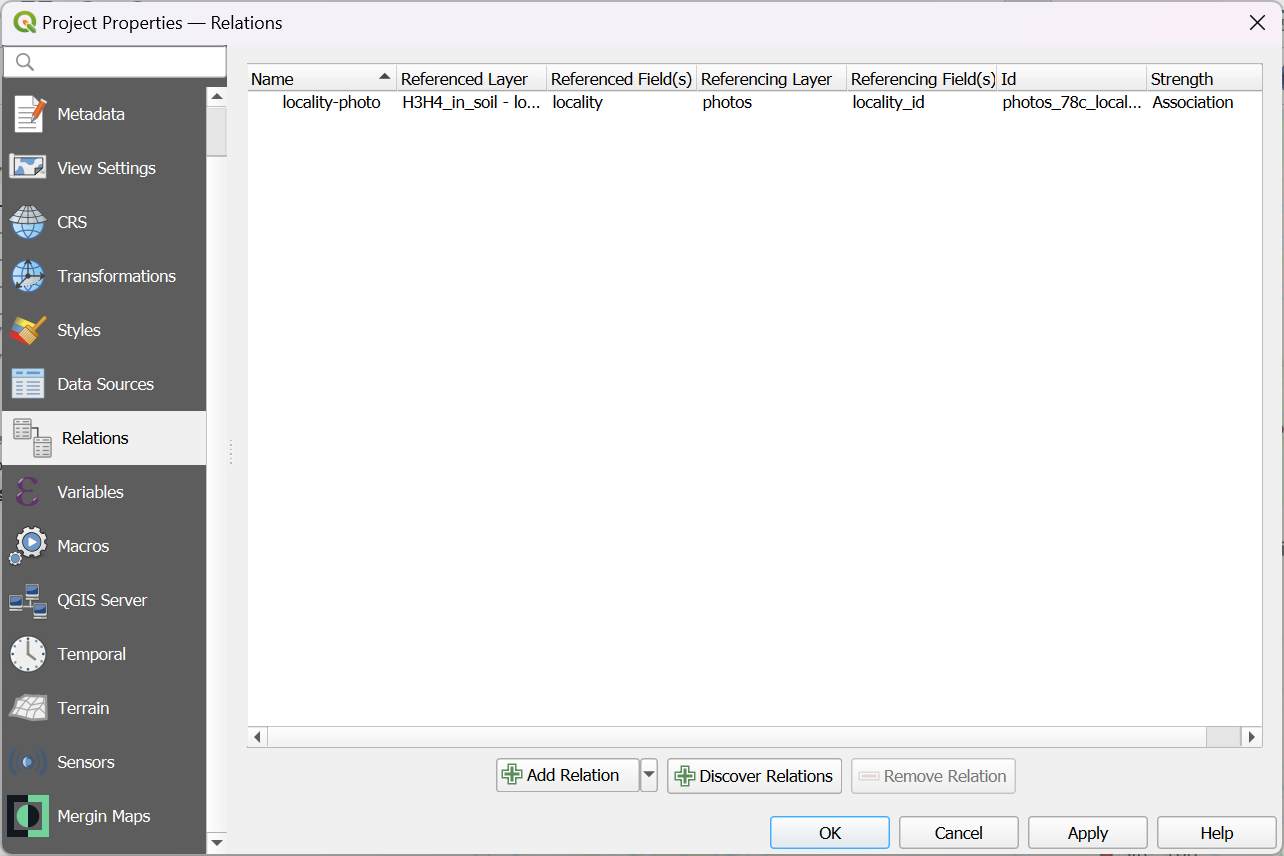 Project Properties — Relations
Metadata
View Settings
CRS
Transformations
Styles
Data Sources
Relations
Variables
Macros
QGIS Server
Temporal
Terrain
Sensors
Mergin Maps
Name Referenced Layer Referenced Field(s) Referencing Layer Referencing Field(s) Id Strength
locality-photo H3H4_in_soil - lo... locality photos locality_id photos_78c_local... Association
Add Relation Discover Relations Remove Relation
OK Cancel Apply Help